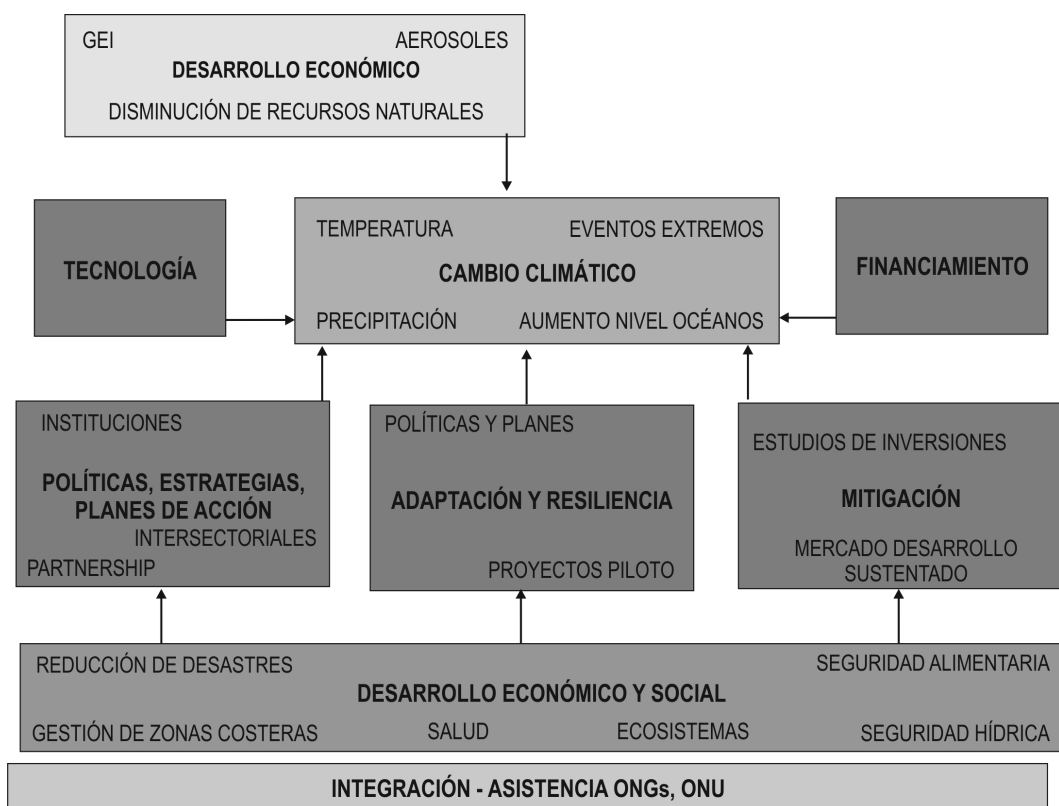 GEI AEROSOLES
DESARROLLO ECONÓMICO
DISMINUCIÓN DE RECURSOS NATURALES
TECNOLOGÍA
TEMPERATURA EVENTOS EXTREMOS
CAMBIO CLIMÁTICO
PRECIPITACIÓN AUMENTO NIVEL OCÉANOS
FINANCIAMIENTO
INSTITUCIONES
POLÍTICAS, ESTRATEGIAS,
PLANES DE ACCIÓN
INTERSECTORIALES
PARTNERSHIP
POLÍTICAS Y PLANES
ADAPTACIÓN Y RESILIENCIA
PROYECTOS PILOTO
ESTUDIOS DE INVERSIONES
MITIGACIÓN
MERCADO DESARROLLO
SUSTENTADO
REDUCCIÓN DE DESASTRES SEGURIDAD ALIMENTARIA
DESARROLLO ECONÓMICO Y SOCIAL
GESTIÓN DE ZONAS COSTERAS SALUD ECOSISTEMAS SEGURIDAD HÍDRICA
INTEGRACIÓN - ASISTENCIA ONGs, ONU